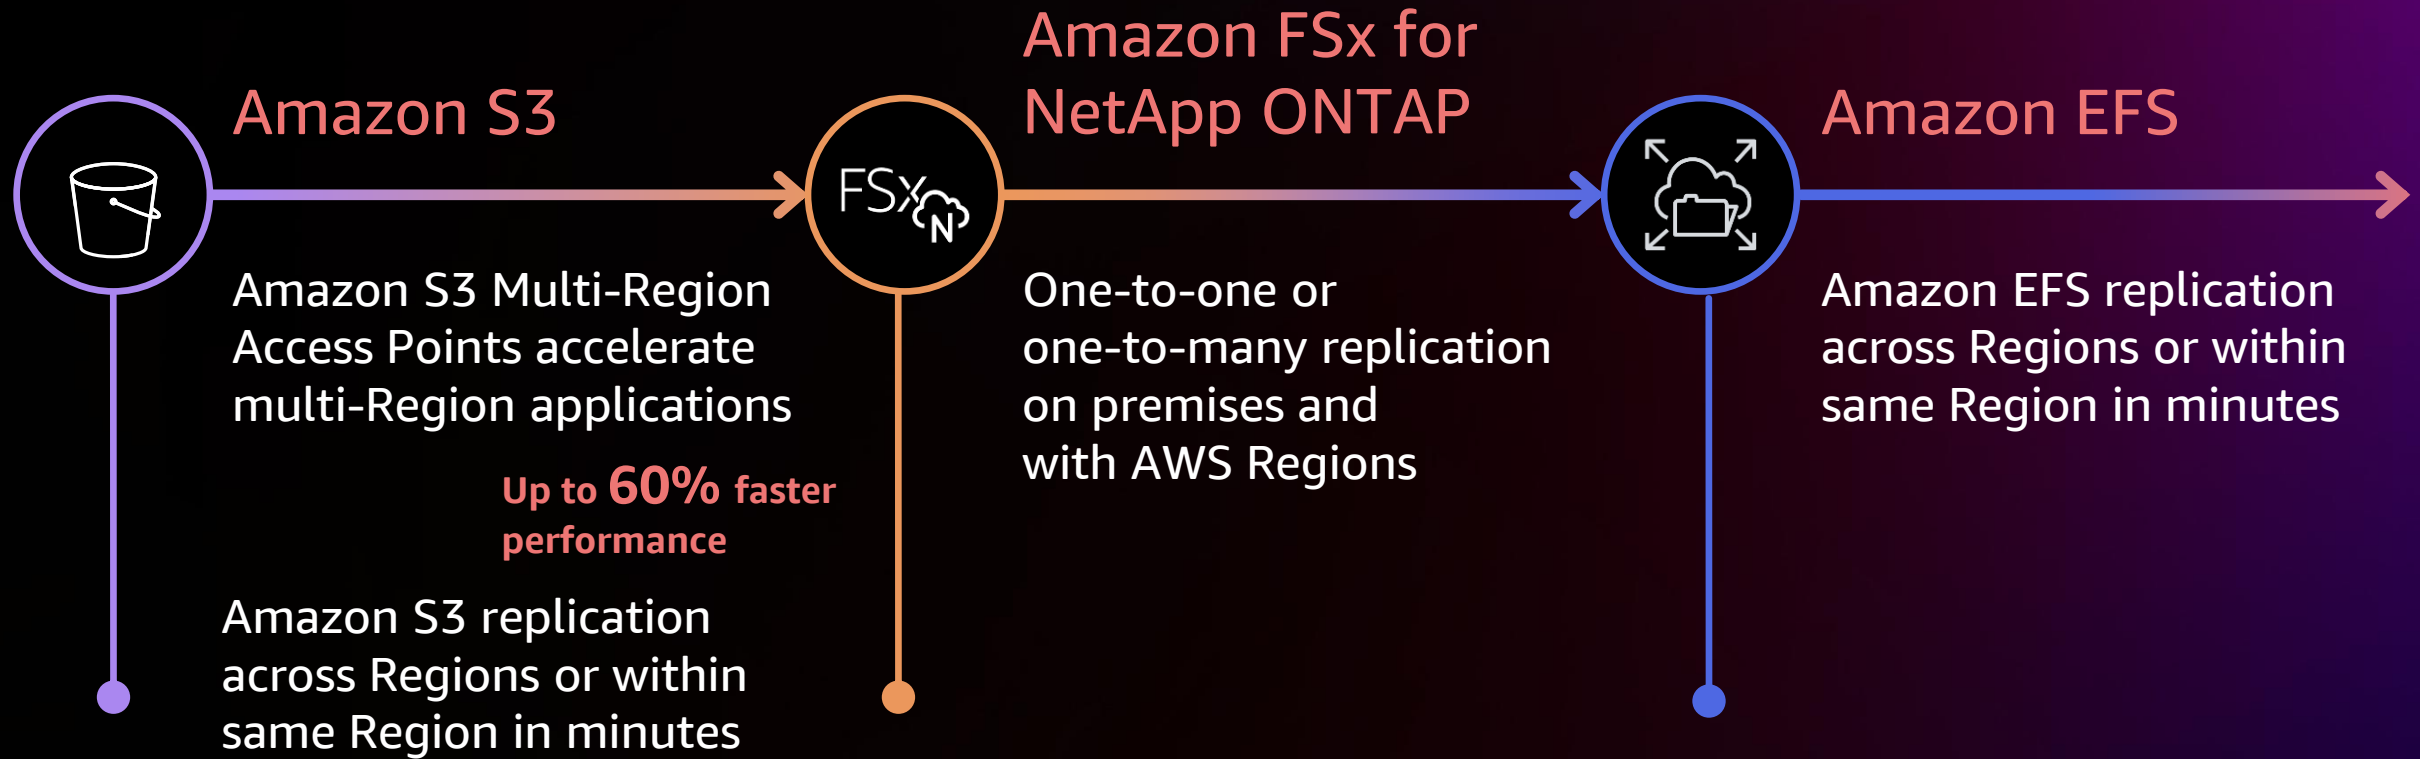 Amazon S3
Amazon S3 Multi-Region
Access Points accelerate
multi-Region applications
Up to 60% faster
performance
Amazon S3 replication
across Regions or within
same Region in minutes
FSx
N
Amazon FSx for
NetApp ONTAP
One-to-one or
one-to-many replication
on premises and
with AWS Regions
Amazon EFS
Amazon EFS replication
across Regions or within
same Region in minutes